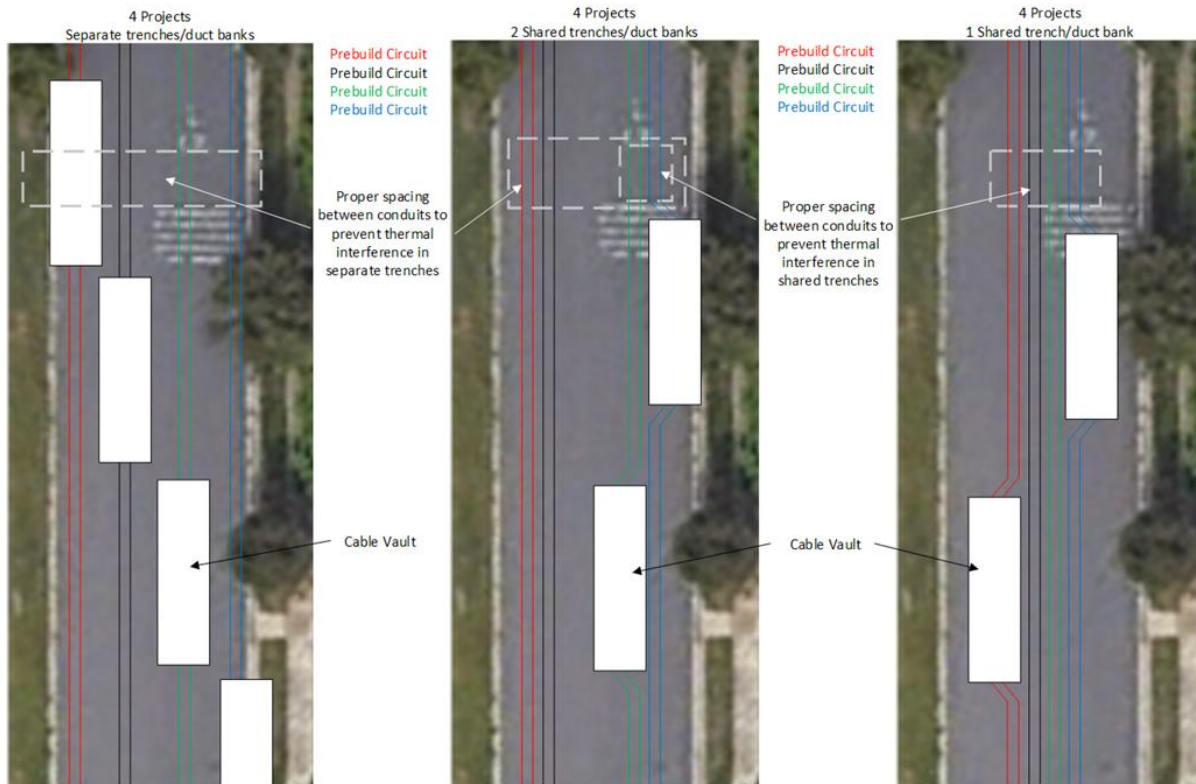 4 Projects
Separate trenches/duct banks
Prebuild Circuit
Prebuild Circuit
Prebuild Circuit
Prebuild Circuit
4 Projects
2 Shared trenches/duct banks
Prebuild Circuit
Prebuild Circuit
Prebuild Circuit
Prebuild Circuit
4 Projects
1 Shared trench/duct bank
Proper spacing
between conduits to
prevent thermal
interference in
separate trenches
Proper spacing
between conduits to
prevent thermal
interference in
shared trenches
Cable Vault
Cable Vault